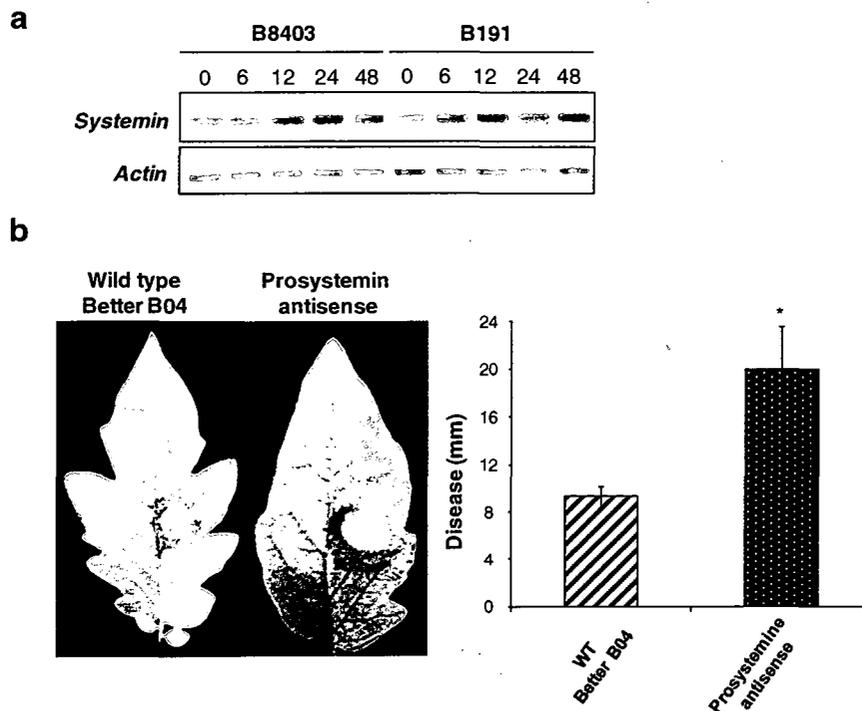 a
B8403 B191
0 6 12 24 48 0 6 12 24 48
Systemin
Actin
b
Wild type
Better B04
Prosystemin
antisense
24
20
16
12
8
4
0
Disease (mm)
*
WT
Better B04
Prosystemine
antisense